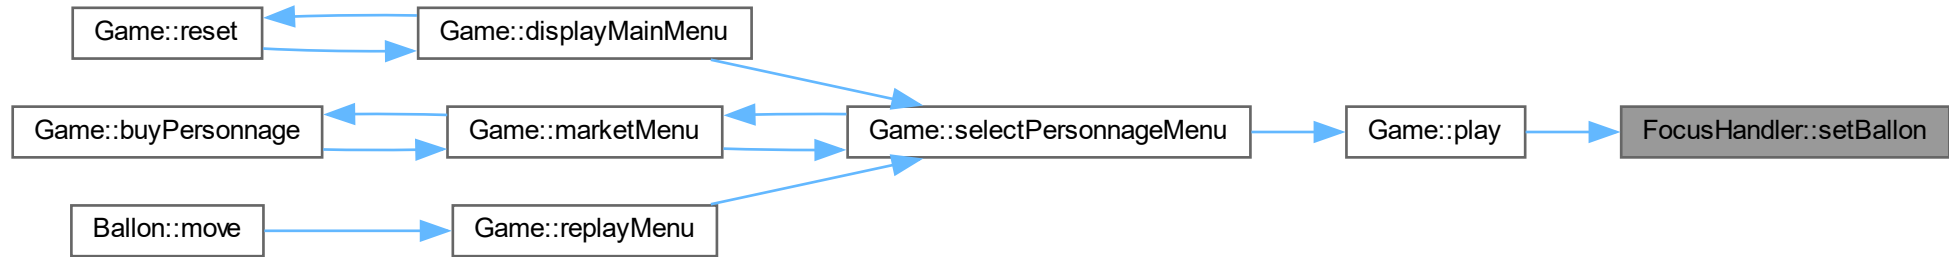 Game::reset
Game::displayMainMenu
Game::buyPersonnage
Game::marketMenu
Game::selectPersonnageMenu
Game::play
FocusHandler::setBallon
Ballon::move
Game::replayMenu